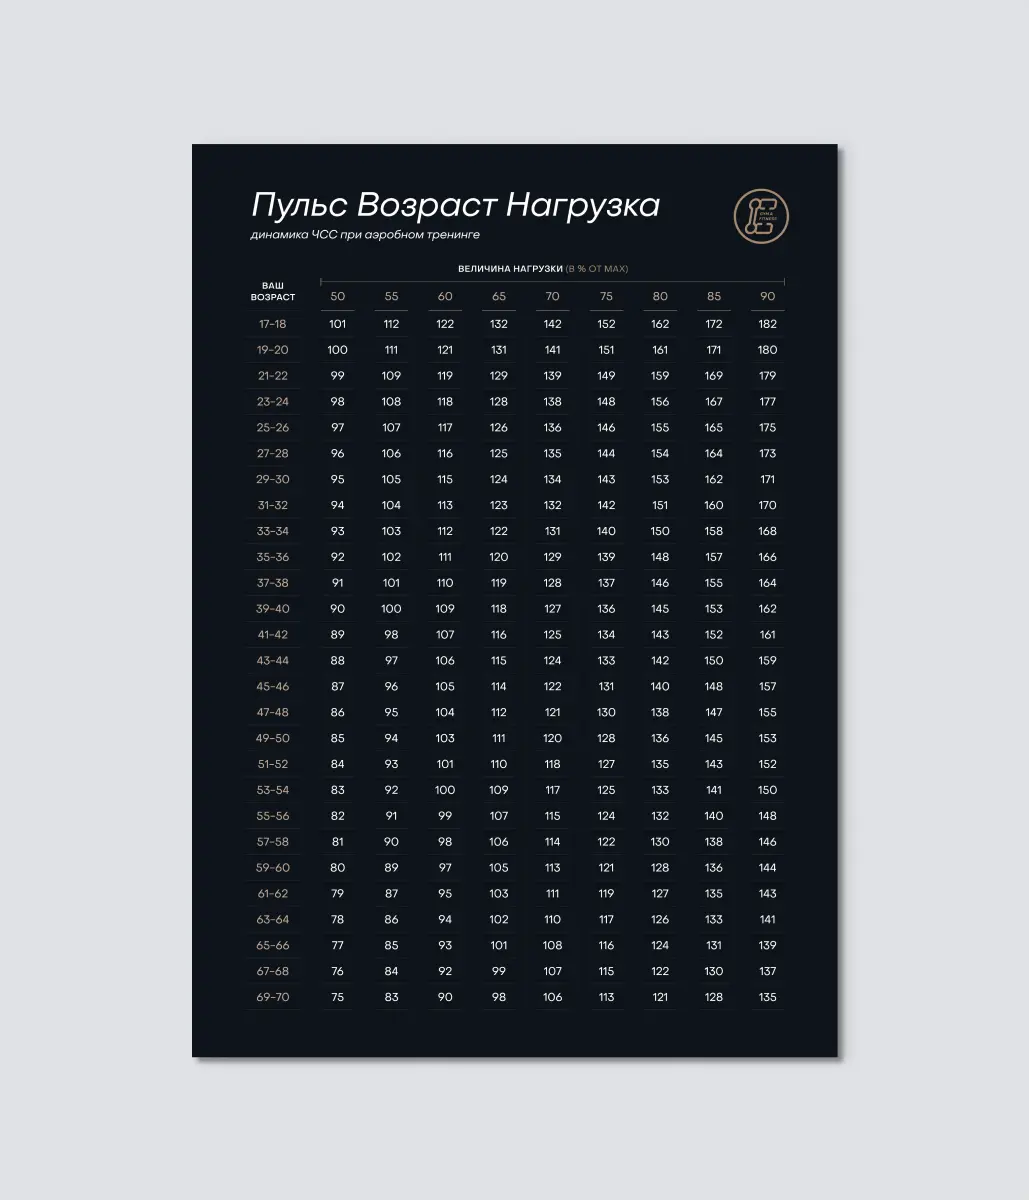 Пульс Возраст Нагрузка
динамика ЧСС при аэробном тренинге
GYM &
FITNESS
ВЕЛИЧИНА НАГРУЗКИ (В % ОТ MAX)
ВАШ
ВОЗРАСТ 50 55 60 65 70 75 80 85 90
17-18 101 112 122 132 142 152 162 172 182
19-20 100 111 121 131 141 151 161 171 180
21-22 99 109 119 129 139 149 159 169 179
23-24 98 108 118 128 138 148 156 167 177
25-26 97 107 117 126 136 146 155 165 175
27-28 96 106 116 125 135 144 154 164 173
29-30 95 105 115 124 134 143 153 162 171
31-32 94 104 113 123 132 142 151 160 170
33-34 93 103 112 122 131 140 150 158 168
35-36 92 102 111 120 129 139 148 157 166
37-38 91 101 110 119 128 137 146 155 164
39-40 90 100 109 118 127 136 145 153 162
41-42 89 98 107 116 125 134 143 152 161
43-44 88 97 106 115 124 133 142 150 159
45-46 87 96 105 114 122 131 140 148 157
47-48 86 95 104 112 121 130 138 147 155
49-50 85 94 103 111 120 128 136 145 153
51-52 84 93 101 110 118 127 135 143 152
53-54 83 92 100 109 117 125 133 141 150
55-56 82 91 99 107 115 124 132 140 148
57-58 81 90 98 106 114 122 130 138 146
59-60 80 89 97 105 113 121 128 136 144
61-62 79 87 95 103 111 119 127 135 143
63-64 78 86 94 102 110 117 126 133 141
65-66 77 85 93 101 108 116 124 131 139
67-68 76 84 92 99 107 115 122 130 137
69-70 75 83 90 98 106 113 121 128 135